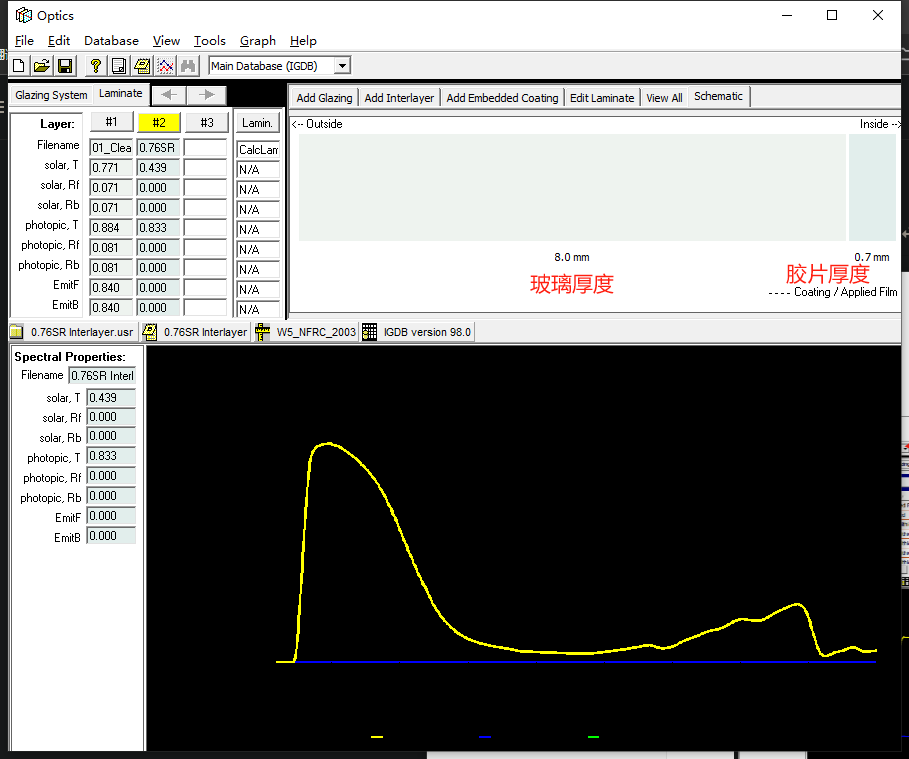 Optics
File Edit Database View Tools Graph Help
Main Database (IGDB)
Glazing System Laminate
Add Glazing Add Interlayer Add Embedded Coating Edit Laminate View All Schematic
Layer: #1 #2 #3 Lamin.
Filename 01_Clea 0.76SR CalcLam
solar, T 0.771 0.439 N/A
solar, Rf 0.071 0.000 N/A
solar, Rb 0.071 0.000 N/A
photopic, T 0.884 0.833 N/A
photopic, Rf 0.081 0.000 N/A
photopic, Rb 0.081 0.000 N/A
EmitF 0.840 0.000 N/A
EmitB 0.840 0.000 N/A
<-- Outside Inside -->
8.0 mm 0.7 mm
玻璃厚度 胶片厚度
---- Coating / Applied Film
0.76SR Interlayer.usr 0.76SR Interlayer W5_NFRC_2003 IGDB version 98.0
Spectral Properties:
Filename 0.76SR Interl
solar, T 0.439
solar, Rf 0.000
solar, Rb 0.000
photopic, T 0.833
photopic, Rf 0.000
photopic, Rb 0.000
EmitF 0.000
EmitB 0.000